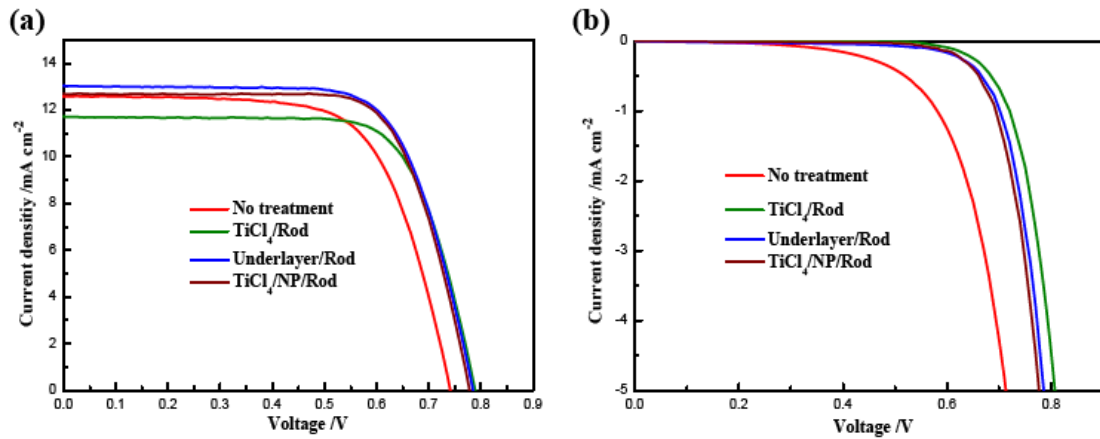 (a)
Current densitiy /mA cm⁻²
14
12
10
8
6
4
2
0
No treatment
TiCl₄/Rod
Underlayer/Rod
TiCl₄/NP/Rod
0.0 0.1 0.2 0.3 0.4 0.5 0.6 0.7 0.8 0.9
Voltage /V
(b)
Current densitiy /mA cm⁻²
0
-1
-2
-3
-4
-5
No treatment
TiCl₄/Rod
Underlayer/Rod
TiCl₄/NP/Rod
0.0 0.2 0.4 0.6 0.8
Voltage /V